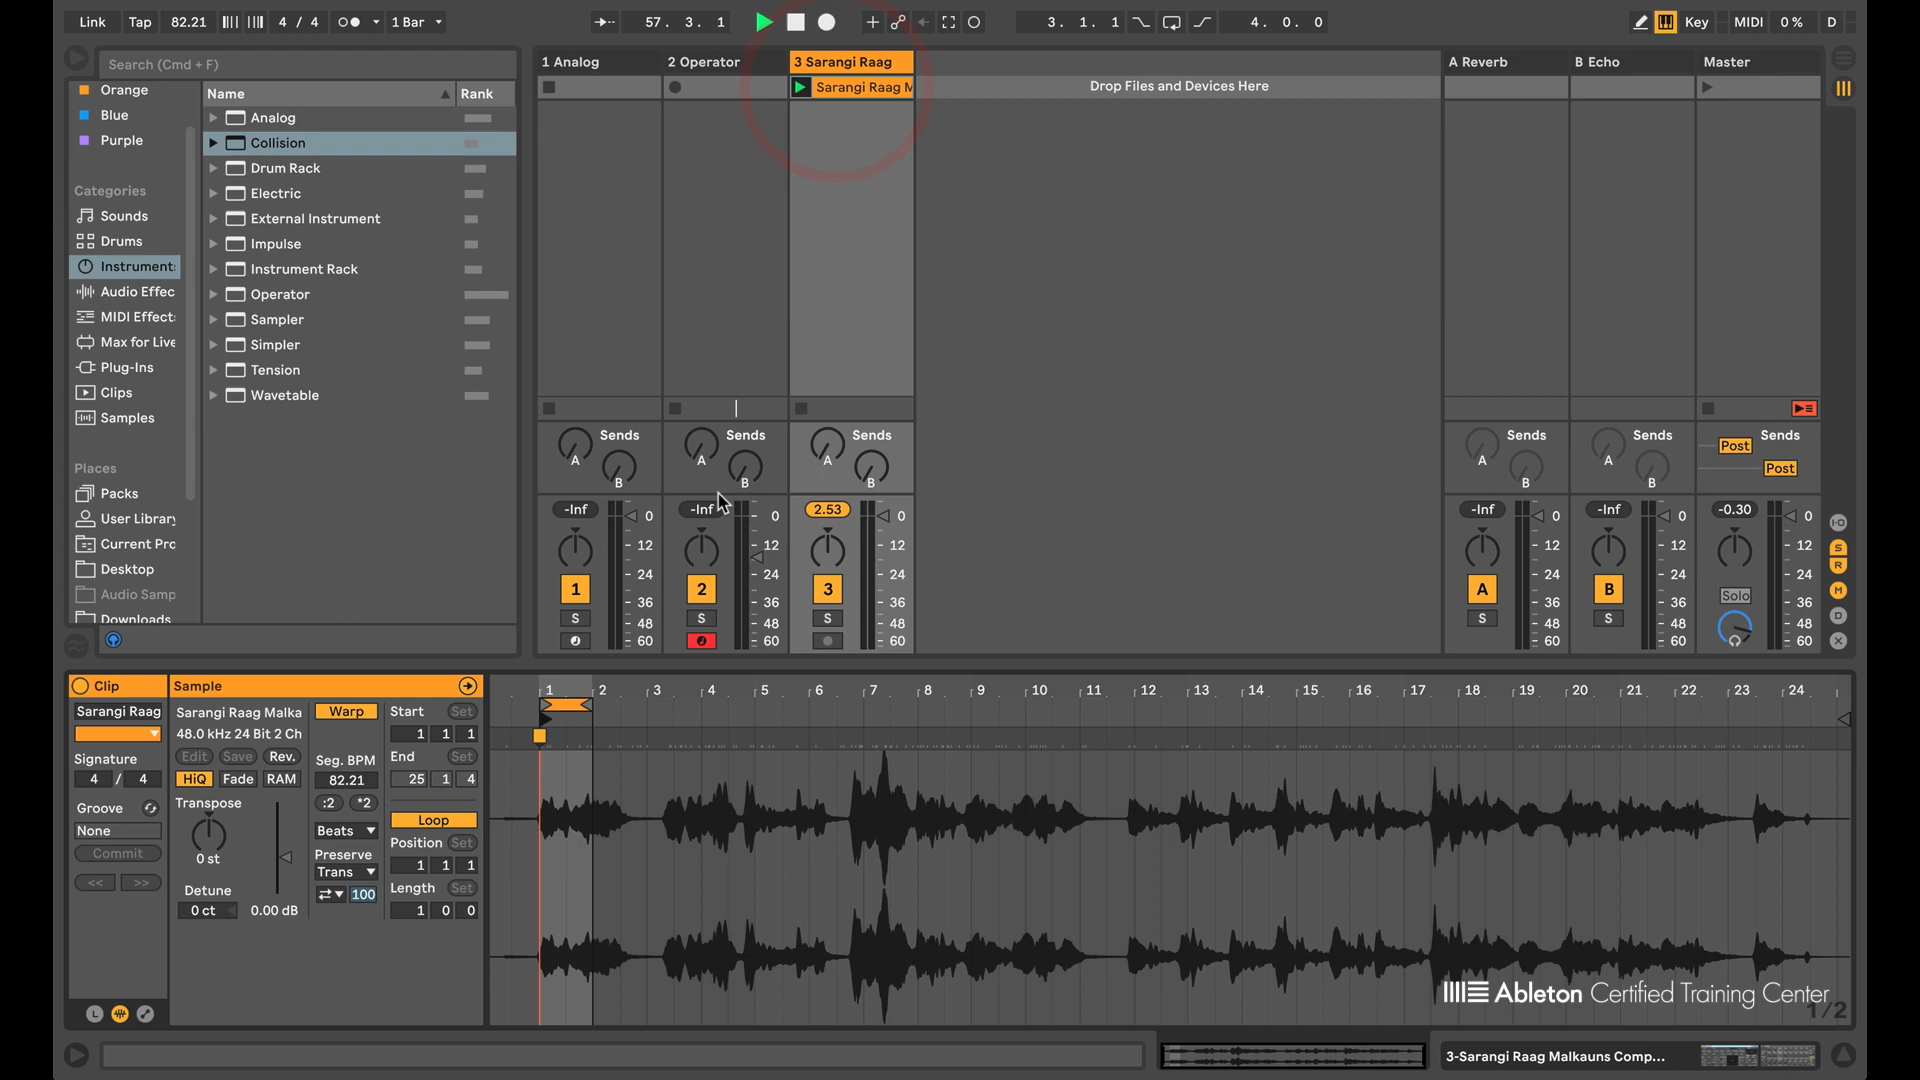 Link Tap 82.21 4 / 4 1 Bar 57. 3. 1 3. 1. 1 4. 0. 0 Key MIDI 0 % D
Search (Cmd + F)
Orange
Blue
Purple
Categories
Sounds
Drums
Instrument
Audio Effec
MIDI Effect
Max for Live
Plug-Ins
Clips
Samples
Places
Packs
User Library
Current Pro
Desktop
Audio Samp
Downloads
Name Rank
Analog
Collision
Drum Rack
Electric
External Instrument
Impulse
Instrument Rack
Operator
Sampler
Simpler
Tension
Wavetable
1 Analog 2 Operator 3 Sarangi Raag A Reverb B Echo Master
Sarangi Raag M Drop Files and Devices Here
Sends Sends Sends Sends Sends Sends
A A A A A Post
B B B B B Post
-Inf 0 -Inf 0 2.53 0 -Inf 0 -Inf 0 -0.30 0
12 12 12 12 12 12
24 24 24 24 24 24
1 2 3 A B Solo
36 36 36 36 36 36
S S S S S
48 48 48 48 48 48
60 60 60 60 60 60
I·O
S
R
M
D
X
Clip
Sarangi Raag
Signature
4 / 4
Groove
None
Commit
<< >>
L
Sample
Sarangi Raag Malka
48.0 kHz 24 Bit 2 Ch
Edit Save Rev.
HiQ Fade RAM
Transpose
0 st
Detune
0 ct 0.00 dB
Warp
Seg. BPM
82.21
:2 *2
Beats
Preserve
Trans
100
Start Set
1 1 1
End Set
25 1 4
Loop
Position Set
1 1 1
Length Set
1 0 0
1 2 3 4 5 6 7 8 9 10 11 12 13 14 15 16 17 18 19 20 21 22 23 24
Ableton Certified Training Center
1/2
3-Sarangi Raag Malkauns Comp...